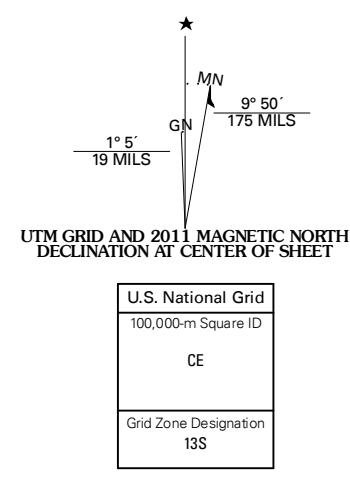 MN
9° 50´
175 MILS
GN
1° 5´
19 MILS
UTM GRID AND 2011 MAGNETIC NORTH
DECLINATION AT CENTER OF SHEET
U.S. National Grid
100,000-m Square ID
CE
Grid Zone Designation
13S